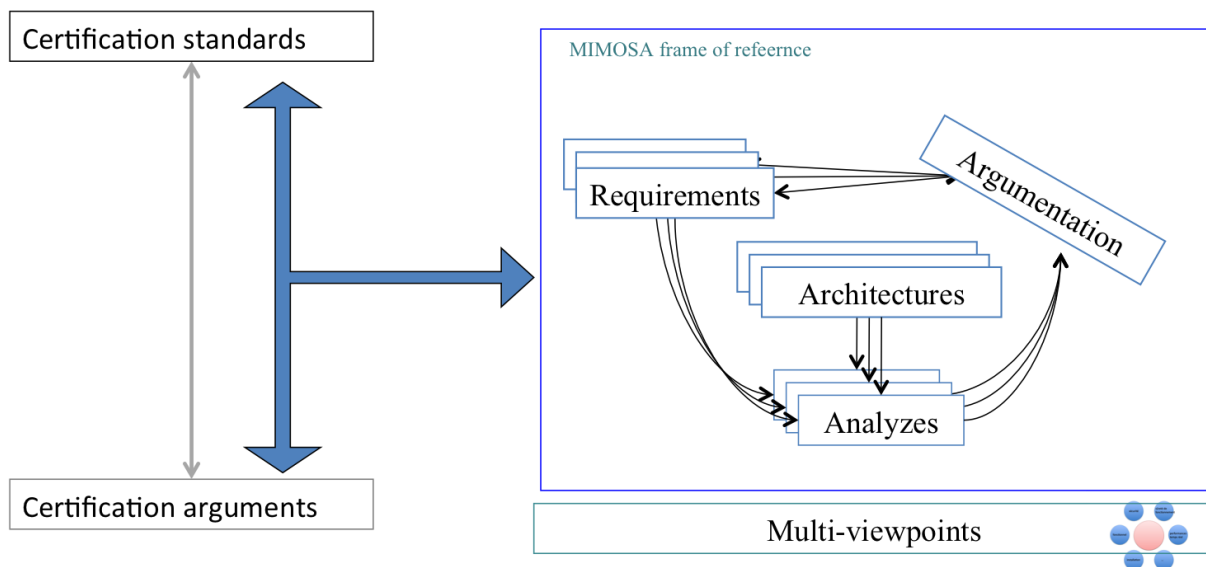 Certification standards
MIMOSA frame of refeernce
Requirements
Argumentation
Architectures
Analyzes
Certification arguments
Multi-viewpoints